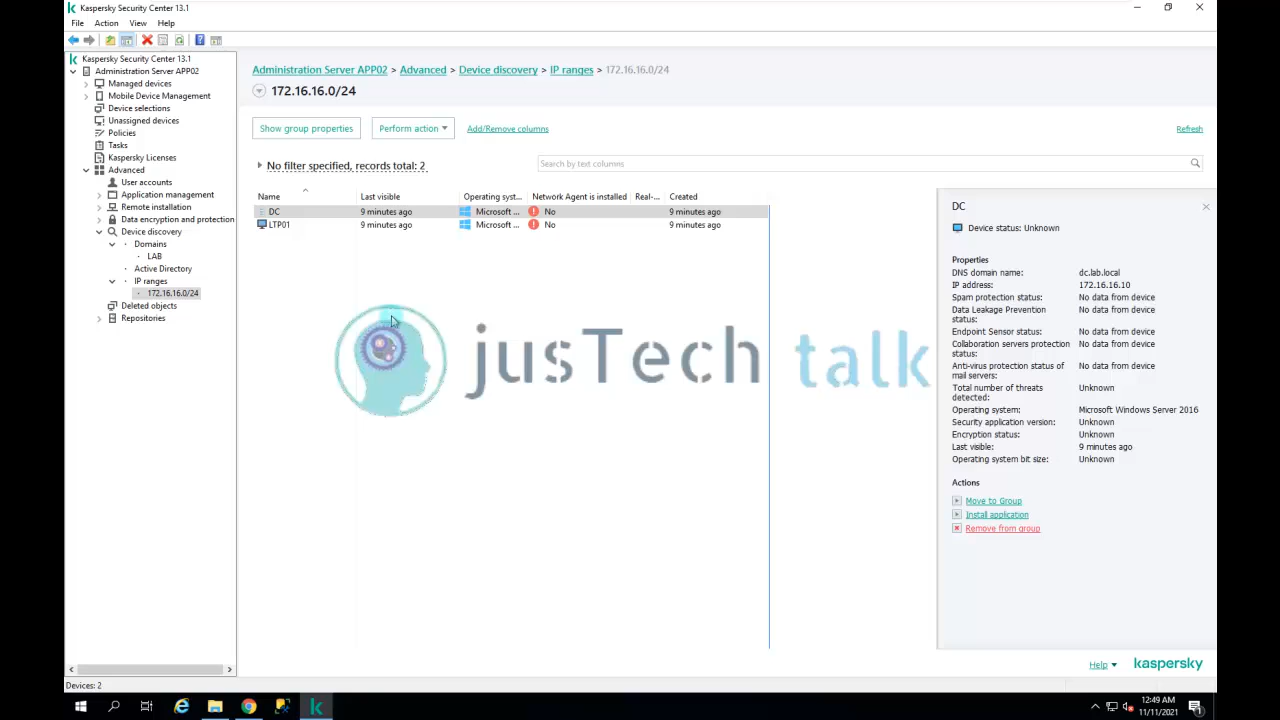 Kaspersky Security Center 13.1
File Action View Help
Kaspersky Security Center 13.1
Administration Server APP02
Managed devices
Mobile Device Management
Device selections
Unassigned devices
Policies
Tasks
Kaspersky Licenses
Advanced
User accounts
Application management
Remote installation
Data encryption and protection
Device discovery
Domains
LAB
Active Directory
IP ranges
172.16.16.0/24
Deleted objects
Repositories
Administration Server APP02 > Advanced > Device discovery > IP ranges > 172.16.16.0/24
172.16.16.0/24
Show group properties Perform action Add/Remove columns Refresh
No filter specified, records total: 2 Search by text columns
Name Last visible Operating syst... Network Agent is installed Real-... Created
DC 9 minutes ago Microsoft ... No 9 minutes ago
LTP01 9 minutes ago Microsoft ... No 9 minutes ago
jusTech talk
DC
Device status: Unknown
Properties
DNS domain name: dc.lab.local
IP address: 172.16.16.10
Spam protection status: No data from device
Data Leakage Prevention No data from device
status:
Endpoint Sensor status: No data from device
Collaboration servers protection No data from device
status:
Anti-virus protection status of No data from device
mail servers:
Total number of threats Unknown
detected:
Operating system: Microsoft Windows Server 2016
Security application version: Unknown
Encryption status: Unknown
Last visible: 9 minutes ago
Operating system bit size: Unknown
Actions
Move to Group
Install application
Remove from group
Help kaspersky
Devices: 2
12:49 AM
11/11/2021